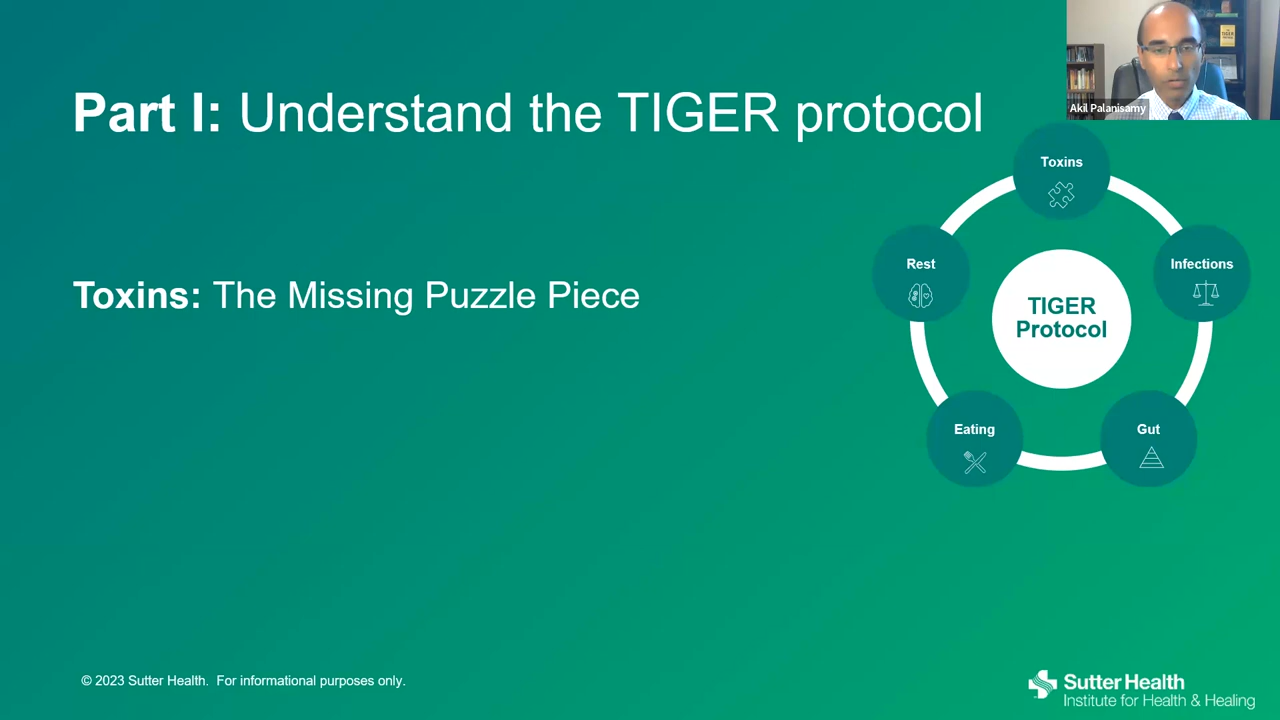 Part I: Understand the TIGER protocol
Akil Palanisamy
Toxins: The Missing Puzzle Piece
Toxins
Rest
Infections
TIGER
Protocol
Eating
Gut
© 2023 Sutter Health. For informational purposes only.
Sutter Health
Institute for Health & Healing